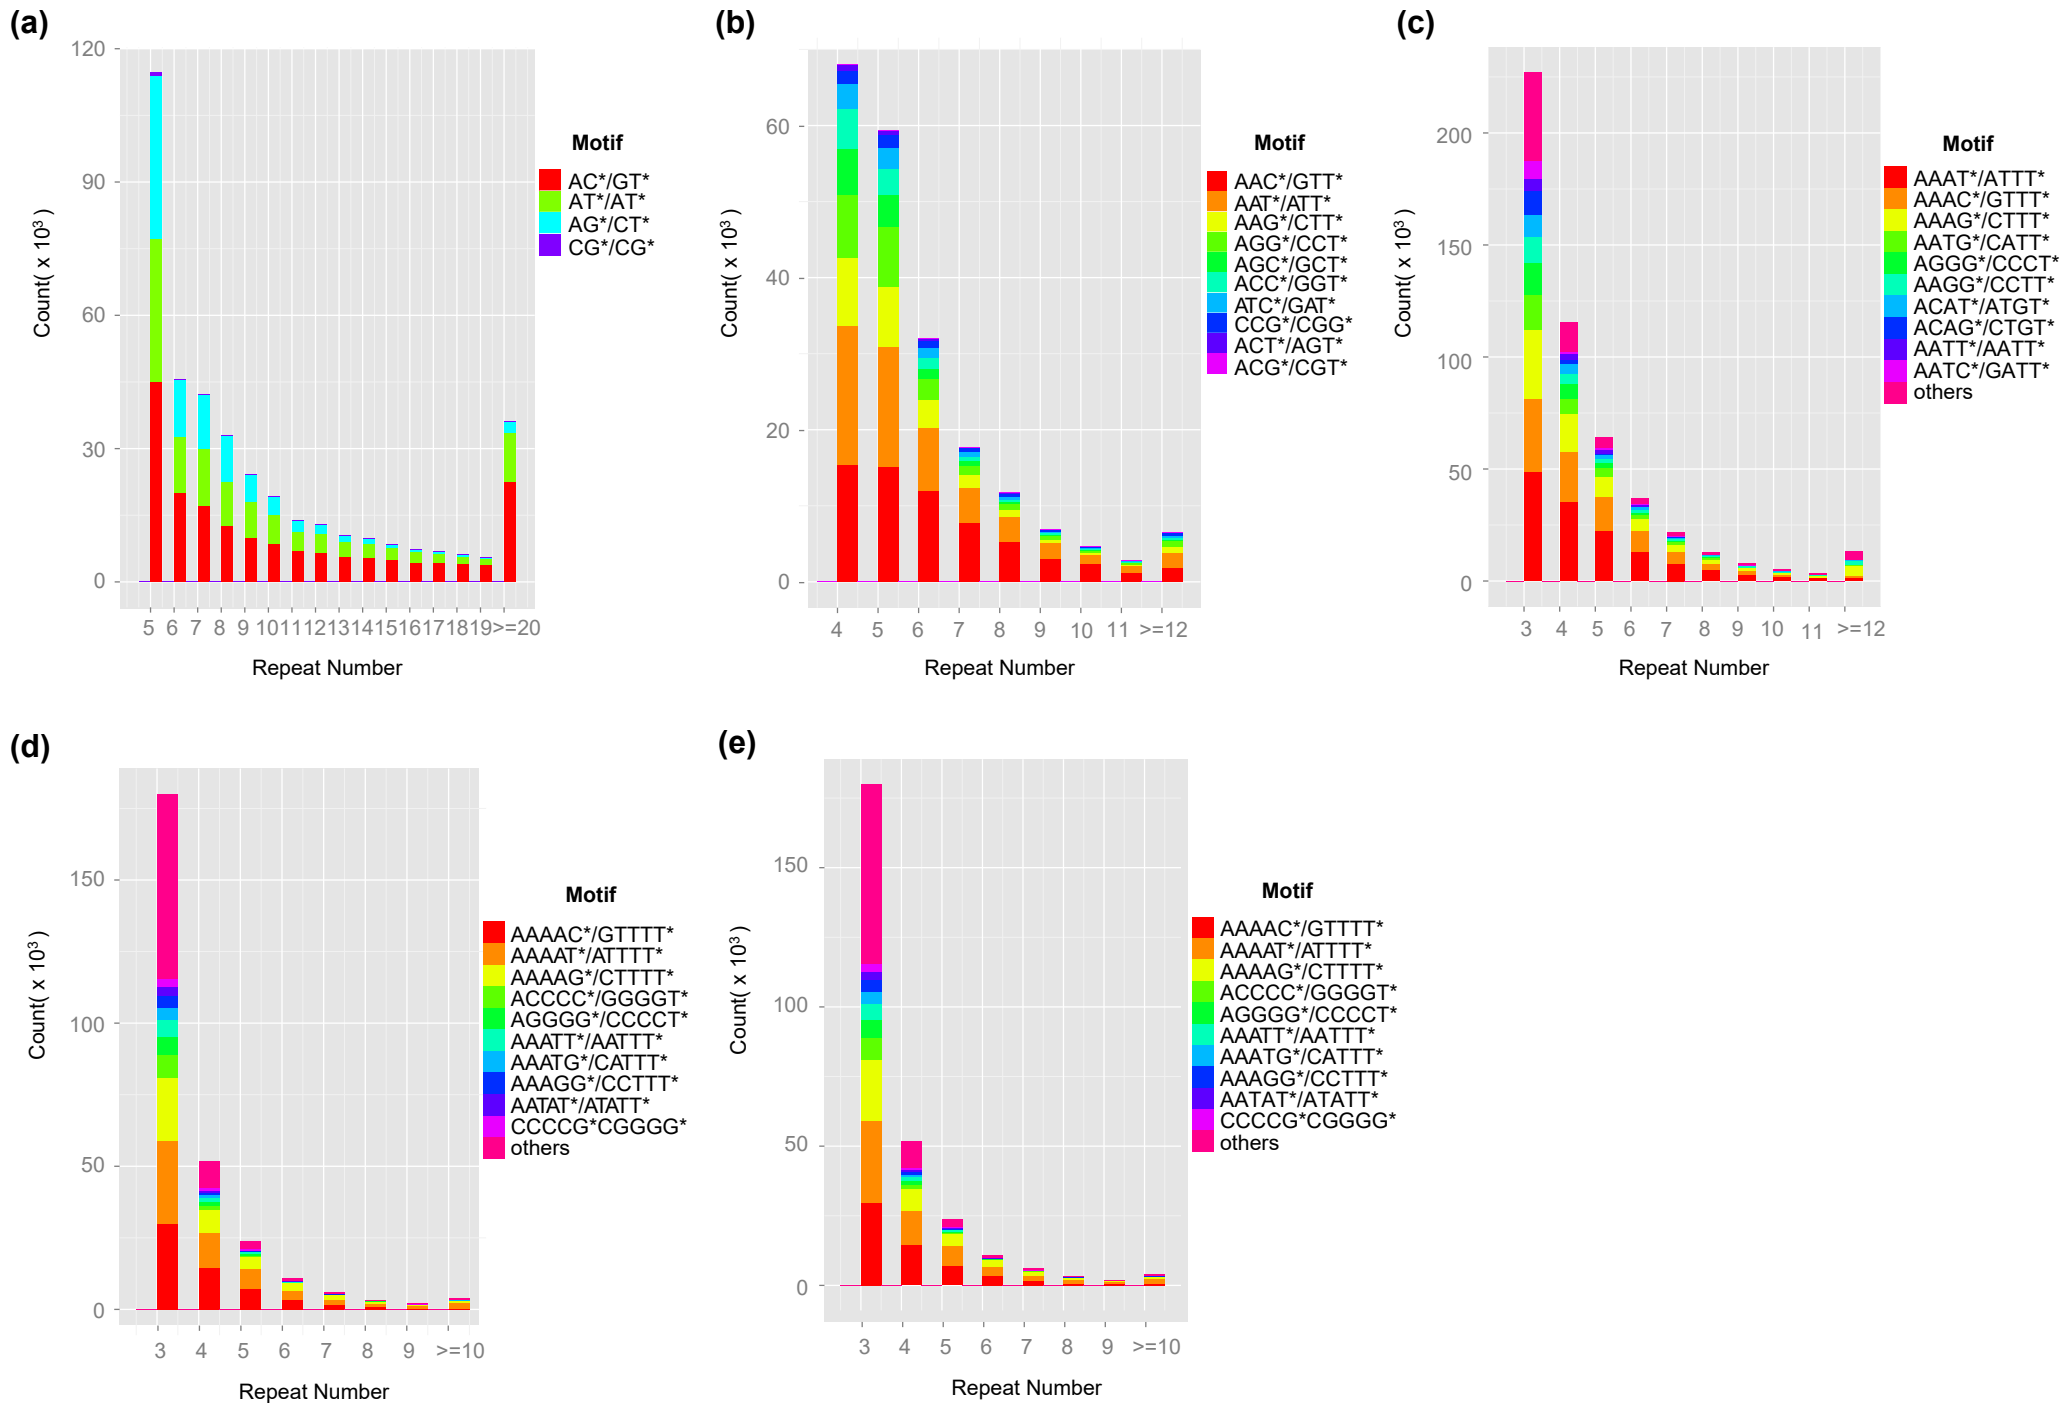 (a)
120
90
60
30
0
Count( x 10³ )
5 6 7 8 9 10 11 12 13 14 15 16 17 18 19 >=20
Repeat Number
Motif
AC*/GT*
AT*/AT*
AG*/CT*
CG*/CG*
(b)
60
40
20
0
Count( x 10³ )
4 5 6 7 8 9 10 11 >=12
Repeat Number
Motif
AAC*/GTT*
AAT*/ATT*
AAG*/CTT*
AGG*/CCT*
AGC*/GCT*
ACC*/GGT*
ATC*/GAT*
CCG*/CGG*
ACT*/AGT*
ACG*/CGT*
(c)
200
150
100
50
0
Count( x 10³ )
3 4 5 6 7 8 9 10 11 >=12
Repeat Number
Motif
AAAT*/ATTT*
AAAC*/GTTT*
AAAG*/CTTT*
AATG*/CATT*
AGGG*/CCCT*
AAGG*/CCTT*
ACAT*/ATGT*
ACAG*/CTGT*
AATT*/AATT*
AATC*/GATT*
others
(d)
150
100
50
0
Count( x 10³ )
3 4 5 6 7 8 9 >=10
Repeat Number
Motif
AAAAC*/GTTTT*
AAAAT*/ATTTT*
AAAAG*/CTTTT*
ACCCC*/GGGGT*
AGGGG*/CCCCT*
AAATT*/AATTT*
AAATG*/CATTT*
AAAGG*/CCTTT*
AATAT*/ATATT*
CCCCG*CGGGG*
others
(e)
150
100
50
0
Count( x 10³ )
3 4 5 6 7 8 9 >=10
Repeat Number
Motif
AAAAC*/GTTTT*
AAAAT*/ATTTT*
AAAAG*/CTTTT*
ACCCC*/GGGGT*
AGGGG*/CCCCT*
AAATT*/AATTT*
AAATG*/CATTT*
AAAGG*/CCTTT*
AATAT*/ATATT*
CCCCG*CGGGG*
others